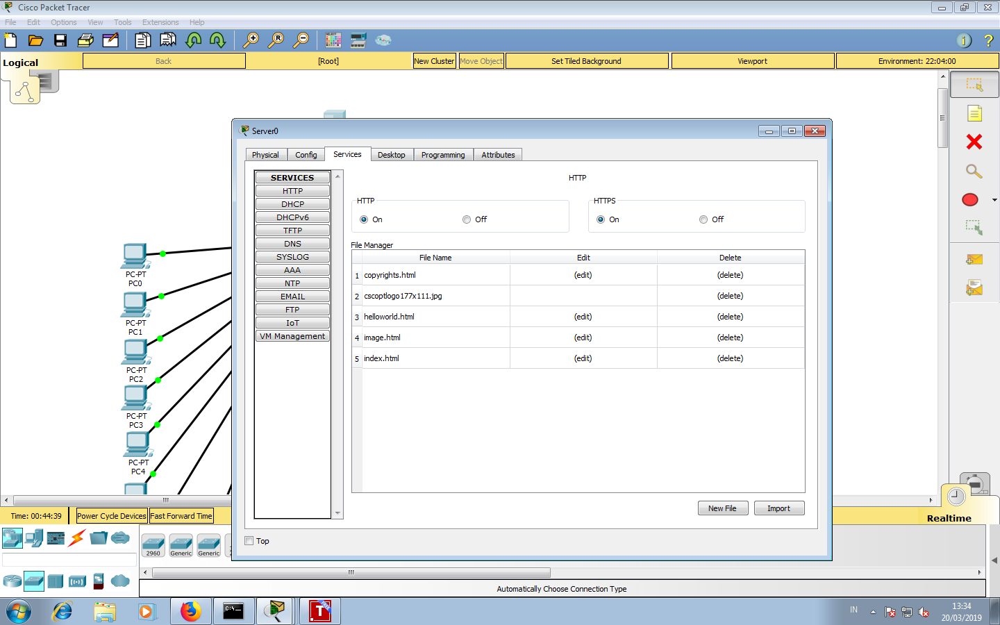 Cisco Packet Tracer
File Edit Options View Tools Extensions Help
Logical
Back
[Root]
New Cluster
Move Object
Set Tiled Background
Viewport
Environment: 22:04:00
Server0
Physical Config Services Desktop Programming Attributes
SERVICES
HTTP
DHCP
DHCPv6
TFTP
DNS
SYSLOG
AAA
NTP
EMAIL
FTP
IoT
VM Management
HTTP
HTTP
On Off
HTTPS
On Off
File Manager
File Name Edit Delete
1 copyrights.html (edit) (delete)
2 cscoptlogo177x111.jpg (delete)
3 helloworld.html (edit) (delete)
4 image.html (edit) (delete)
5 index.html (edit) (delete)
New File Import
Top
PC-PT
PC0
PC-PT
PC1
PC-PT
PC2
PC-PT
PC3
PC-PT
PC4
Time: 00:44:39
Power Cycle Devices
Fast Forward Time
Realtime
2960
Generic
Generic
Automatically Choose Connection Type
IN
13:34
20/03/2019